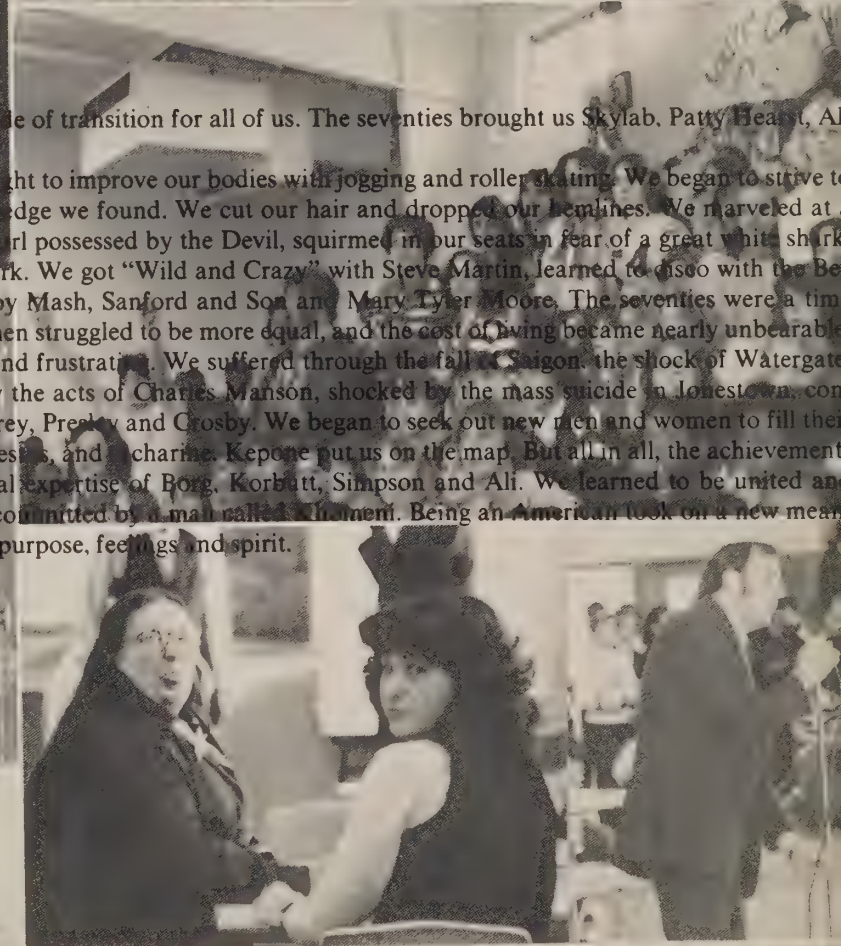 de of transition for all of us. The seventies brought us Skylab, Patty Hearst, Al
ght to improve our bodies with jogging and roller skating. We began to strive to
edge we found. We cut our hair and dropped our hemlines. We marveled at
rl possessed by the Devil, squirmed in our seats in fear of a great white shark
rk. We got "Wild and Crazy" with Steve Martin, learned to disco with the Be
by Mash, Sanford and Son and Mary Tyler Moore. The seventies were a tim
en struggled to be more equal, and the cost of living became nearly unbearable
nd frustrating. We suffered through the fall of Saigon, the shock of Watergate
y the acts of Charles Manson, shocked by the mass suicide in Jonestown, con
rey, Presley and Crosby. We began to seek out new men and women to fill thei
and charine. Kepone put us on the map. But all in all, the achievement
al expertise of Borg, Korbutt, Simpson and Ali. We learned to be united and
committed by a man called Khomeni. Being an American took on a new mean
purpose, feelings and spirit.